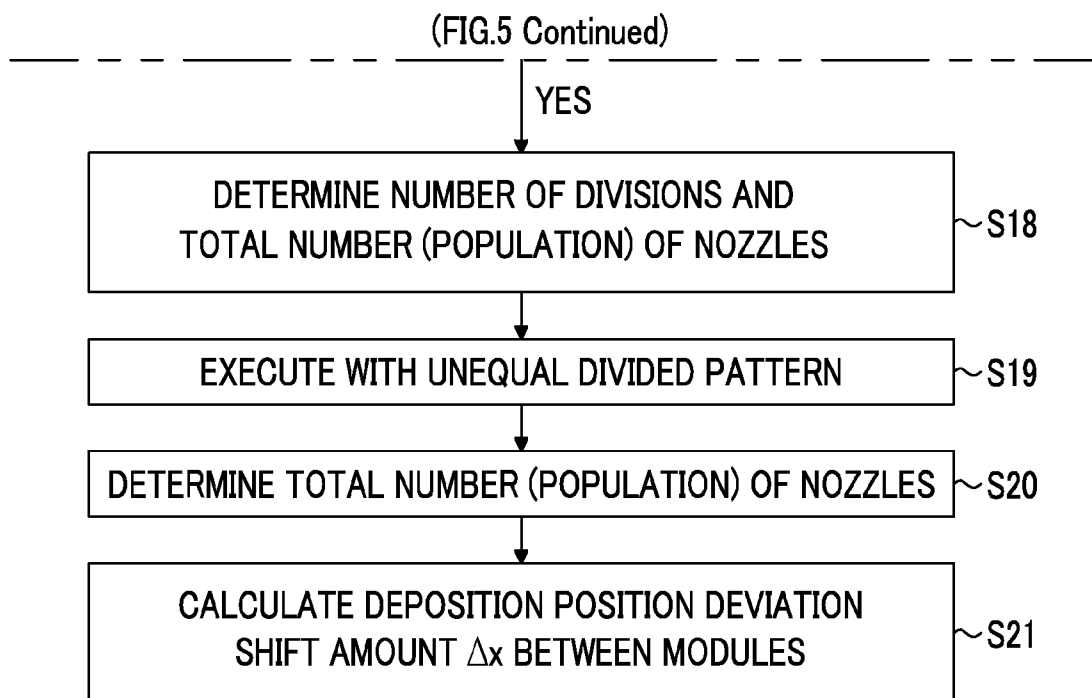 (FIG.5 Continued)
YES
DETERMINE NUMBER OF DIVISIONS AND
TOTAL NUMBER (POPULATION) OF NOZZLES
S18
EXECUTE WITH UNEQUAL DIVIDED PATTERN
S19
DETERMINE TOTAL NUMBER (POPULATION) OF NOZZLES
S20
CALCULATE DEPOSITION POSITION DEVIATION
SHIFT AMOUNT Δx BETWEEN MODULES
S21